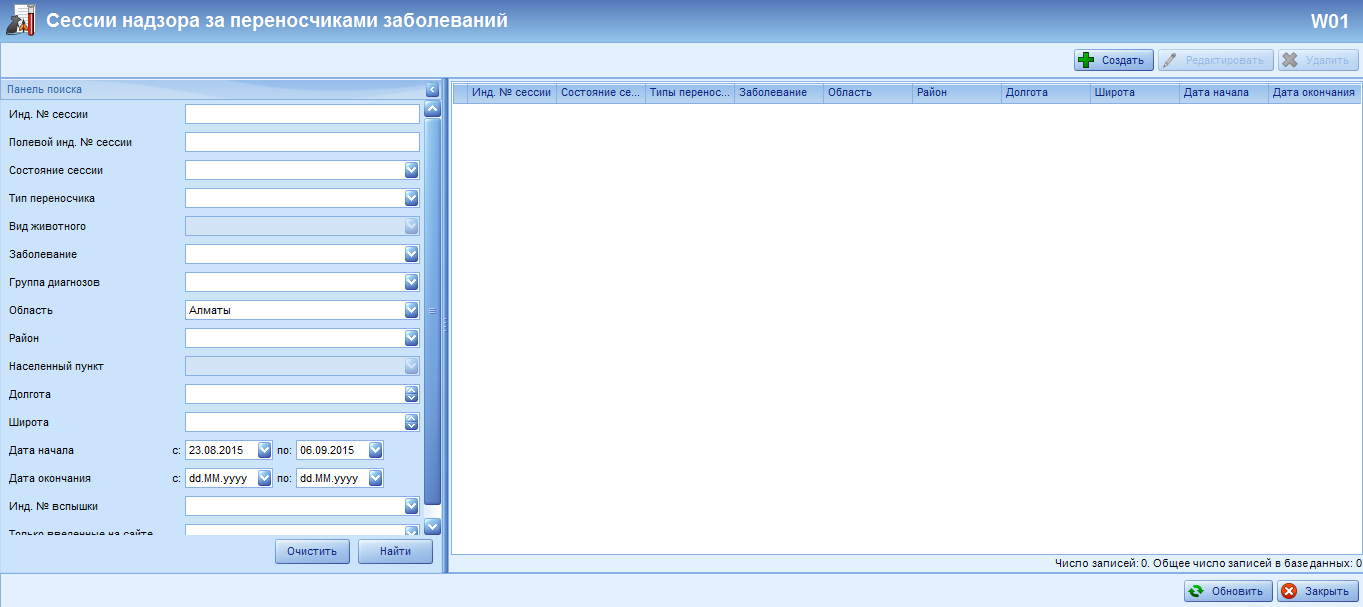 Сессии надзора за переносчиками заболеваний W01
Создать Редактировать Удалить
Панель поиска
Инд. № сессии
Полевой инд. № сессии
Состояние сессии
Тип переносчика
Вид животного
Заболевание
Группа диагнозов
Область Алматы
Район
Населенный пункт
Долгота
Широта
Дата начала с: 23.08.2015 по: 06.09.2015
Дата окончания с: dd.MM.yyyy по: dd.MM.yyyy
Инд. № вспышки
Только введенные на сайте
Очистить Найти
Инд. № сессии Состояние се... Типы перенос... Заболевание Область Район Долгота Широта Дата начала Дата окончания
Число записей: 0. Общее число записей в базе данных: 0
Обновить Закрыть